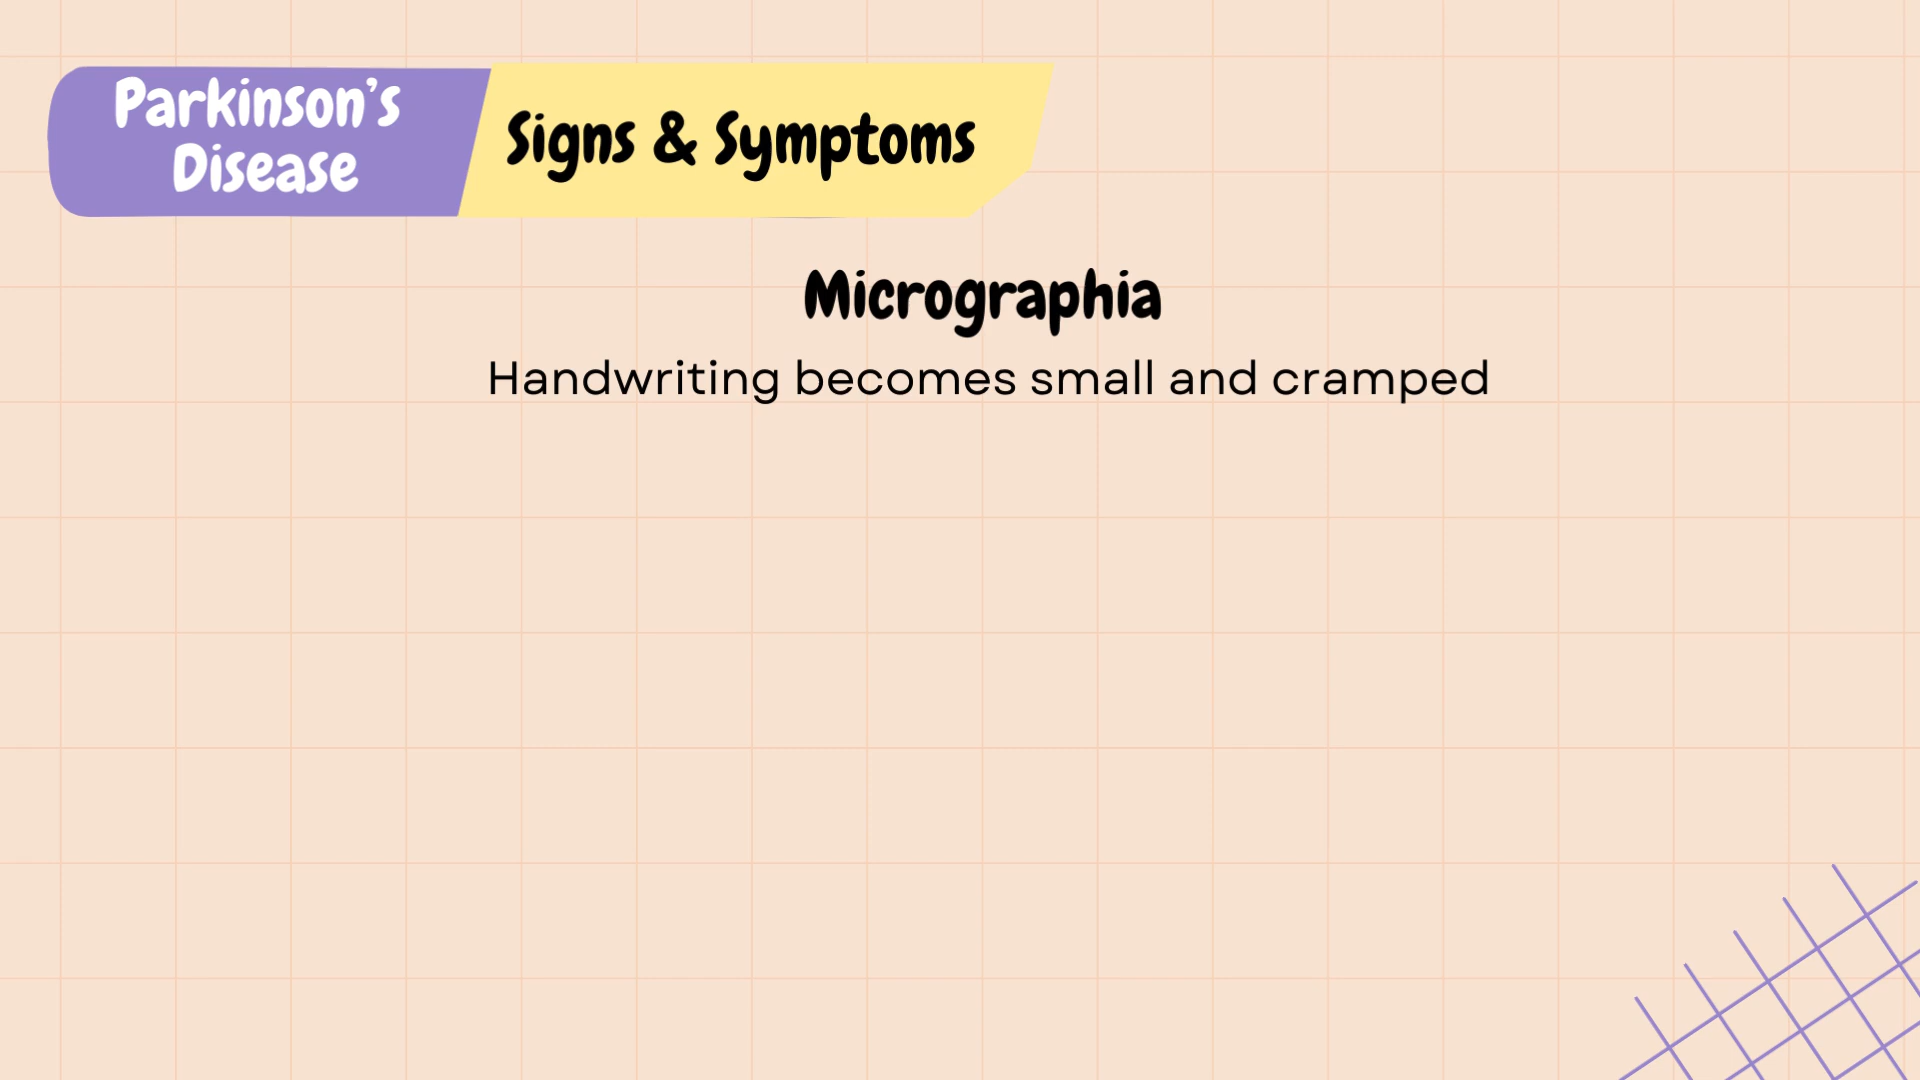 Parkinson’s
Disease
Signs & Symptoms
Micrographia
Handwriting becomes small and cramped